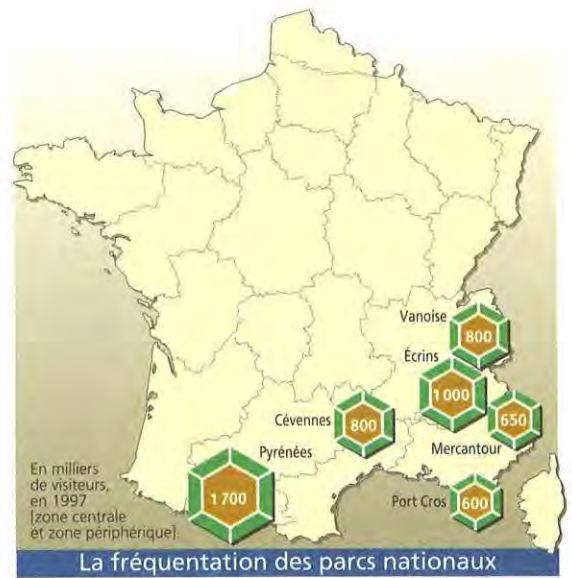 Vanoise
800
Écrins
1 000
650
Cévennes
800
Mercantour
Pyrénées
En milliers
de visiteurs,
en 1997
[zone centrale
et zone périphérique].
1 700
Port Cros
600
La fréquentation des parcs nationaux